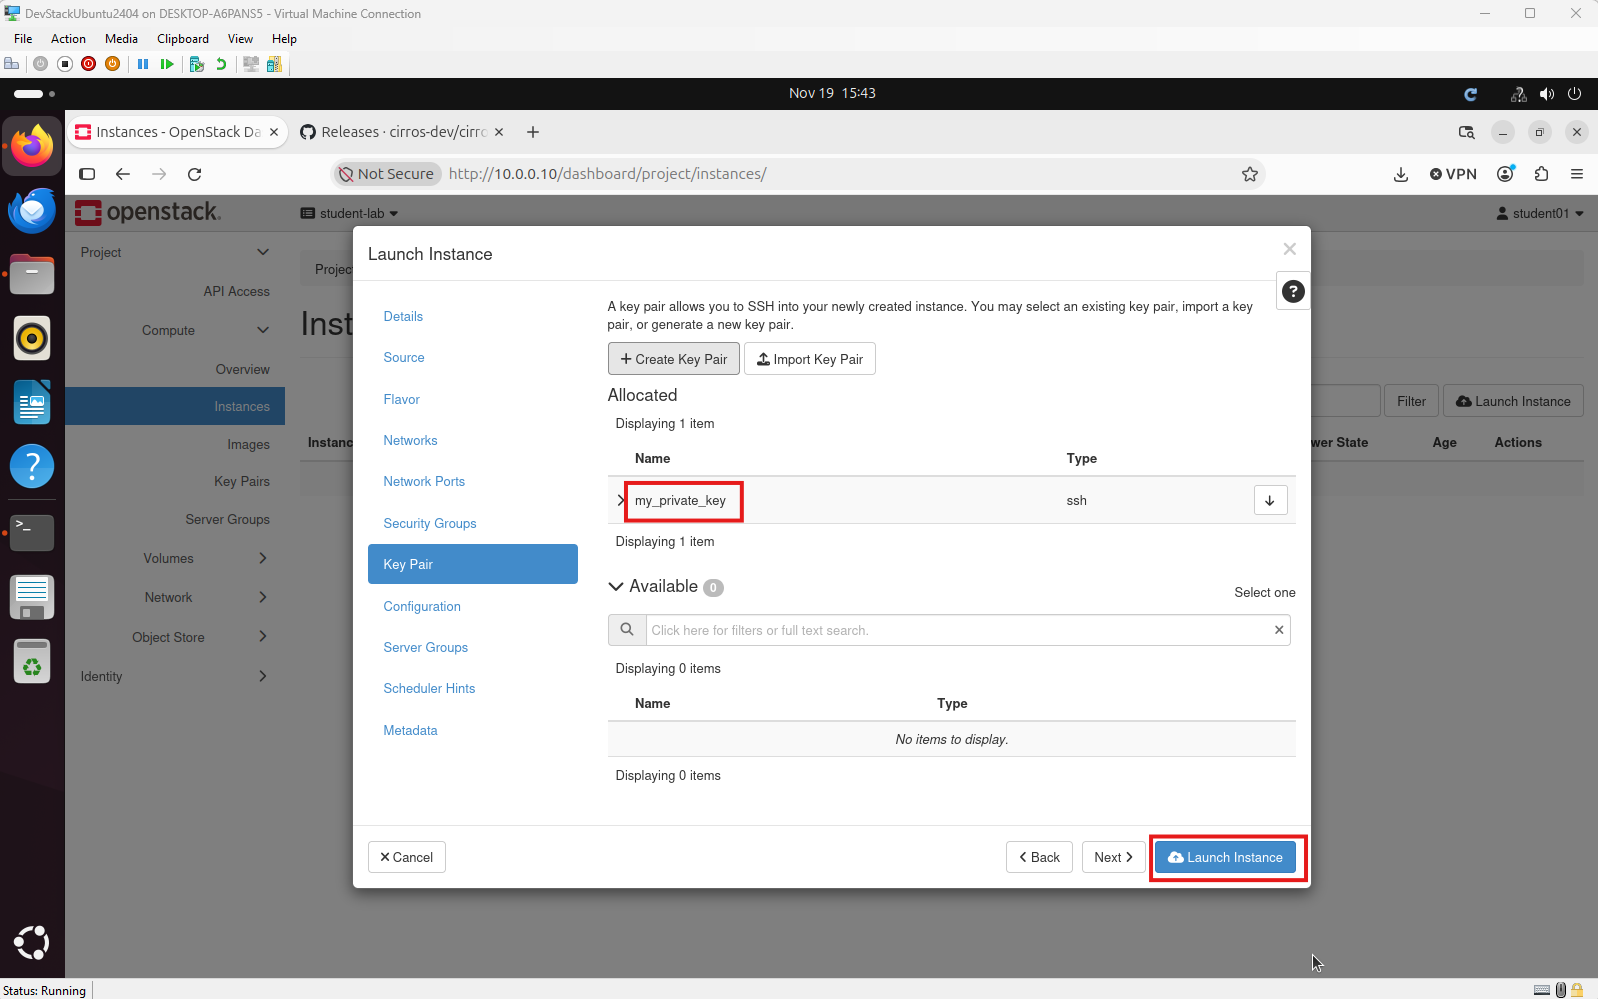 DevStackUbuntu2404 on DESKTOP-A6PANS5 - Virtual Machine Connection
File Action Media Clipboard View Help
Nov 19 15:43
Instances - OpenStack Da
Releases · cirros-dev/cirro
Not Secure http://10.0.0.10/dashboard/project/instances/
VPN
openstack.
student-lab
student01
Project
API Access
Compute
Overview
Instances
Images
Key Pairs
Server Groups
Volumes
Network
Object Store
Identity
Projec
Inst
Filter
Launch Instance
Instanc
wer State
Age
Actions
Launch Instance
Details
Source
Flavor
Networks
Network Ports
Security Groups
Key Pair
Configuration
Server Groups
Scheduler Hints
Metadata
A key pair allows you to SSH into your newly created instance. You may select an existing key pair, import a key
pair, or generate a new key pair.
Create Key Pair
Import Key Pair
Allocated
Displaying 1 item
Name Type
my_private_key ssh
Displaying 1 item
Available 0
Select one
Click here for filters or full text search.
Displaying 0 items
Name Type
No items to display.
Displaying 0 items
Cancel
Back
Next
Launch Instance
Status: Running